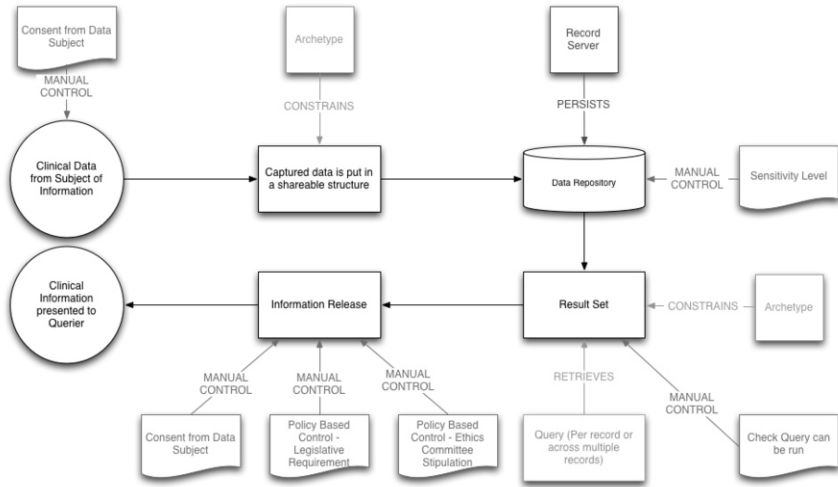 Consent from Data
Subject
MANUAL
CONTROL
Archetype
CONSTRAINS
Record
Server
PERSISTS
Clinical Data
from Subject of
Information
Captured data is put in
a shareable structure
Data Repository
MANUAL
CONTROL
Sensitivity Level
Clinical
Information
presented to
Querier
Information Release
Result Set
CONSTRAINS
Archetype
MANUAL
CONTROL
MANUAL
CONTROL
MANUAL
CONTROL
RETRIEVES
MANUAL
CONTROL
Consent from Data
Subject
Policy Based
Control -
Legislative
Requirement
Policy Based
Control - Ethics
Committee
Stipulation
Query (Per record or
across multiple
records)
Check Query can
be run